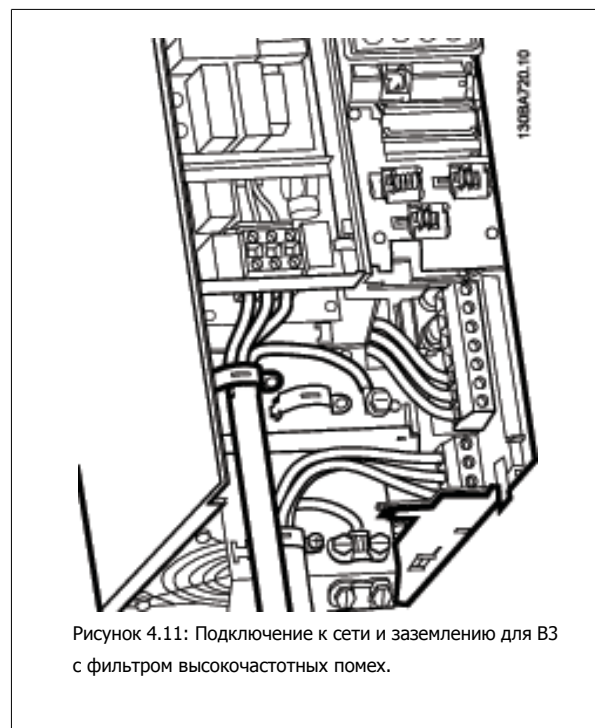 130BA720.10
Рисунок 4.11: Подключение к сети и заземлению для B3
с фильтром высокочастотных помех.